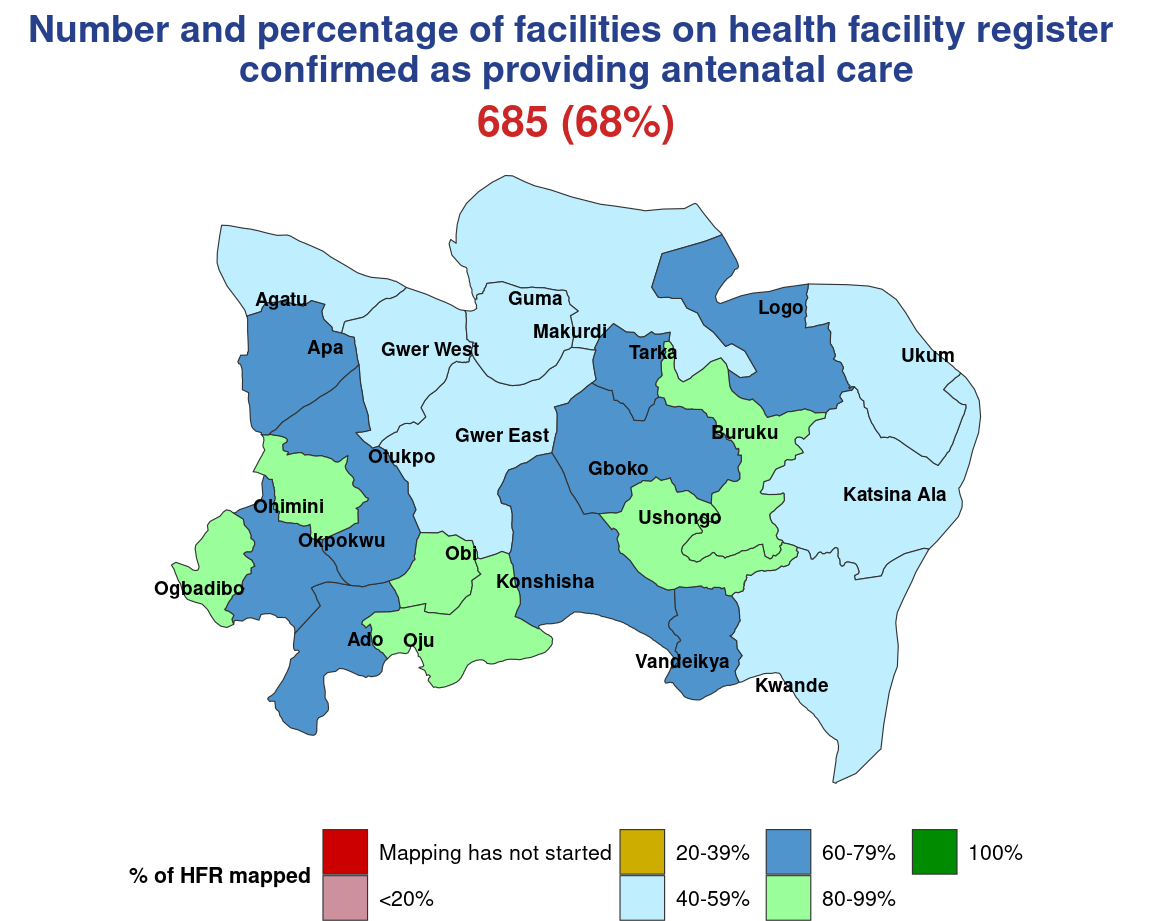 Number and percentage of facilities on health facility register
confirmed as providing antenatal care
685 (68%)
Agatu
Guma
Logo
Makurdi
Apa
Gwer West
Tarka
Ukum
Gwer East
Buruku
Otukpo
Gboko
Katsina Ala
Ohimini
Ushongo
Okpokwu
Obi
Ogbadibo
Konshisha
Ado
Oju
Vandeikya
Kwande
% of HFR mapped
Mapping has not started
<20%
20-39%
40-59%
60-79%
80-99%
100%